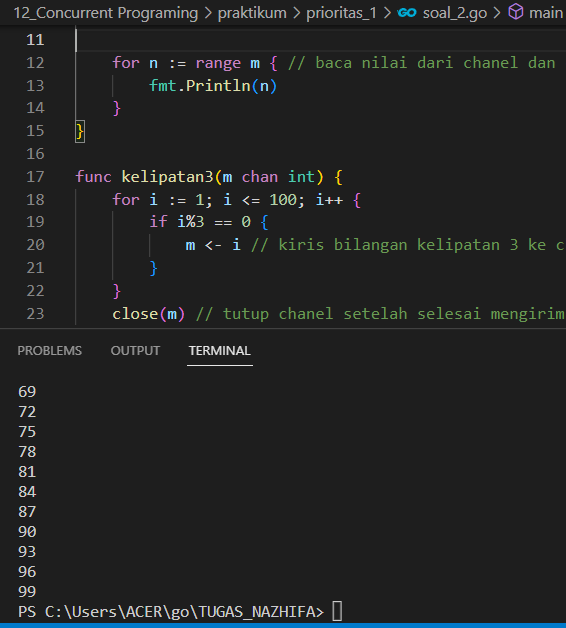 12_Concurrent Programing > praktikum > prioritas_1 > GO soal_2.go > main
11
12 for n := range m { // baca nilai dari chanel dan
13 fmt.Println(n)
14 }
15 }
16
17 func kelipatan3(m chan int) {
18 for i := 1; i <= 100; i++ {
19 if i%3 == 0 {
20 m <- i // kiris bilangan kelipatan 3 ke c
21 }
22 }
23 close(m) // tutup chanel setelah selesai mengirim
PROBLEMS OUTPUT TERMINAL
69
72
75
78
81
84
87
90
93
96
99
PS C:\Users\ACER\go\TUGAS_NAZHIFA>